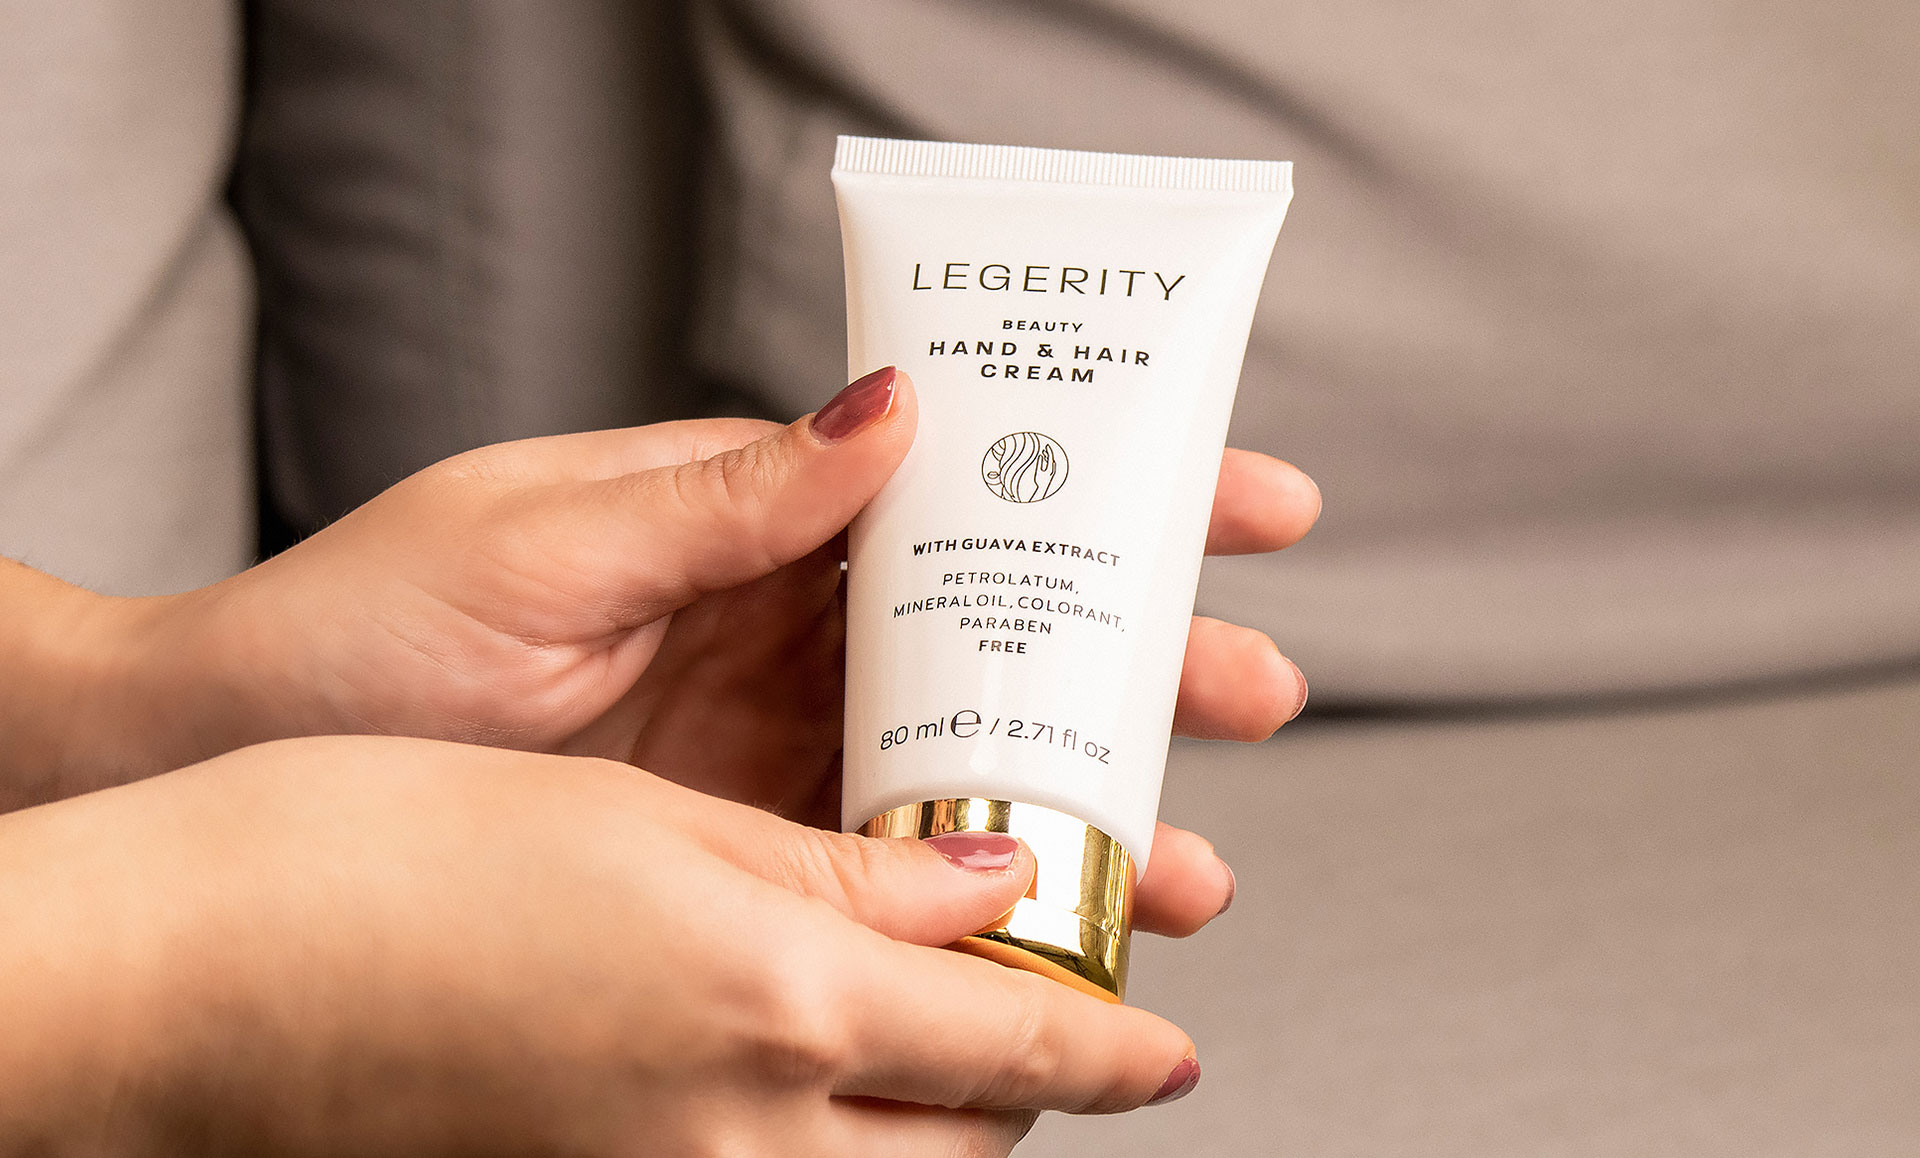 LEGERITY
BEAUTY
HAND & HAIR
CREAM
WITH GUAVA EXTRACT
PETROLATUM,
MINERAL OIL, COLORANT,
PARABEN
FREE
80 ml ℮ / 2.71 fl oz